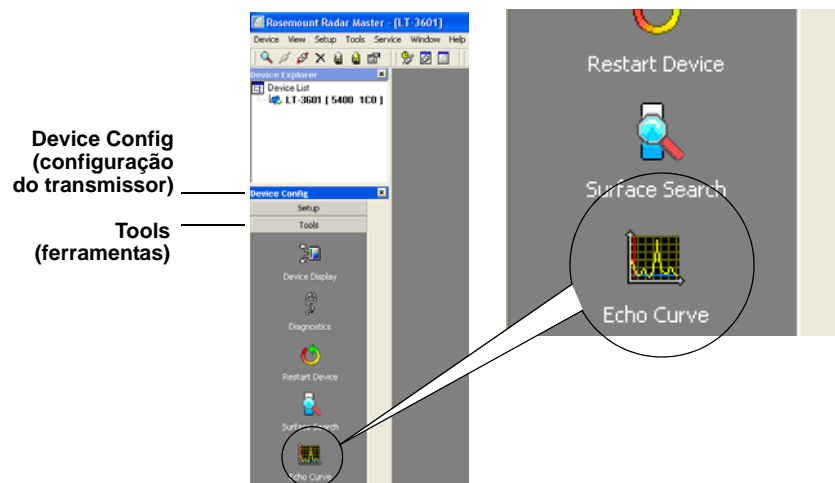 Rosemount Radar Master - [LT-3601]
Device View Setup Tools Service Window Help
Device Explorer
Device List
LT-3601 [ 5400 1C0 ]
Device Config
(configuração
do transmissor)
Device Config
Setup
Tools
(ferramentas)
Tools
Device Display
Diagnostics
Restart Device
Surface Search
Echo Curve
Restart Device
Surface Search
Echo Curve